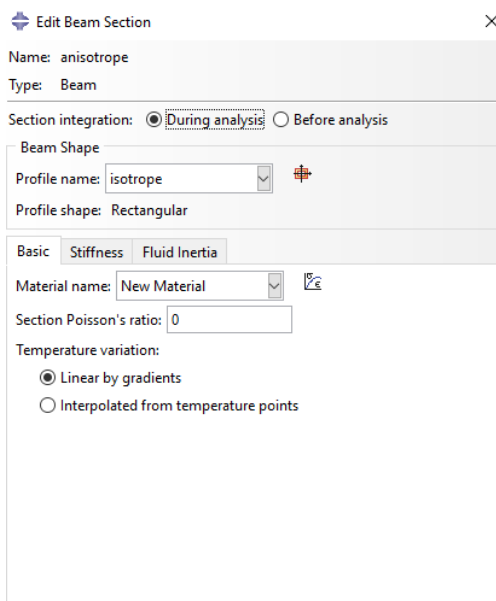 Edit Beam Section
Name: anisotrope
Type: Beam
Section integration: During analysis Before analysis
Beam Shape
Profile name: isotrope
Profile shape: Rectangular
Basic Stiffness Fluid Inertia
Material name: New Material
Section Poisson's ratio: 0
Temperature variation:
Linear by gradients
Interpolated from temperature points